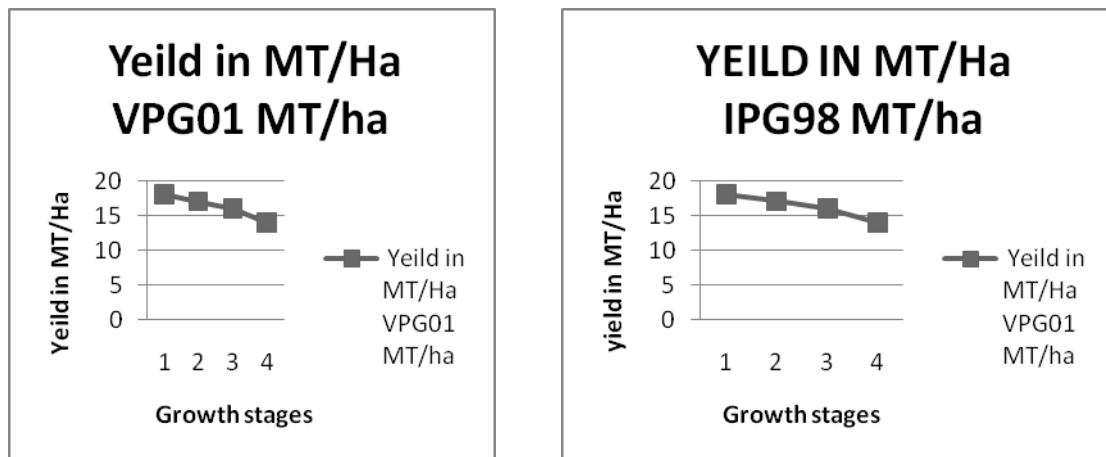 Yeild in MT/Ha
VPG01 MT/ha
Yeild in MT/Ha
20
15
10
5
0
1 2 3 4
Growth stages
Yeild in
MT/Ha
VPG01
MT/ha
YEILD IN MT/Ha
IPG98 MT/ha
yield in MT/Ha
20
15
10
5
0
1 2 3 4
Growth stages
Yeild in
MT/Ha
VPG01
MT/ha